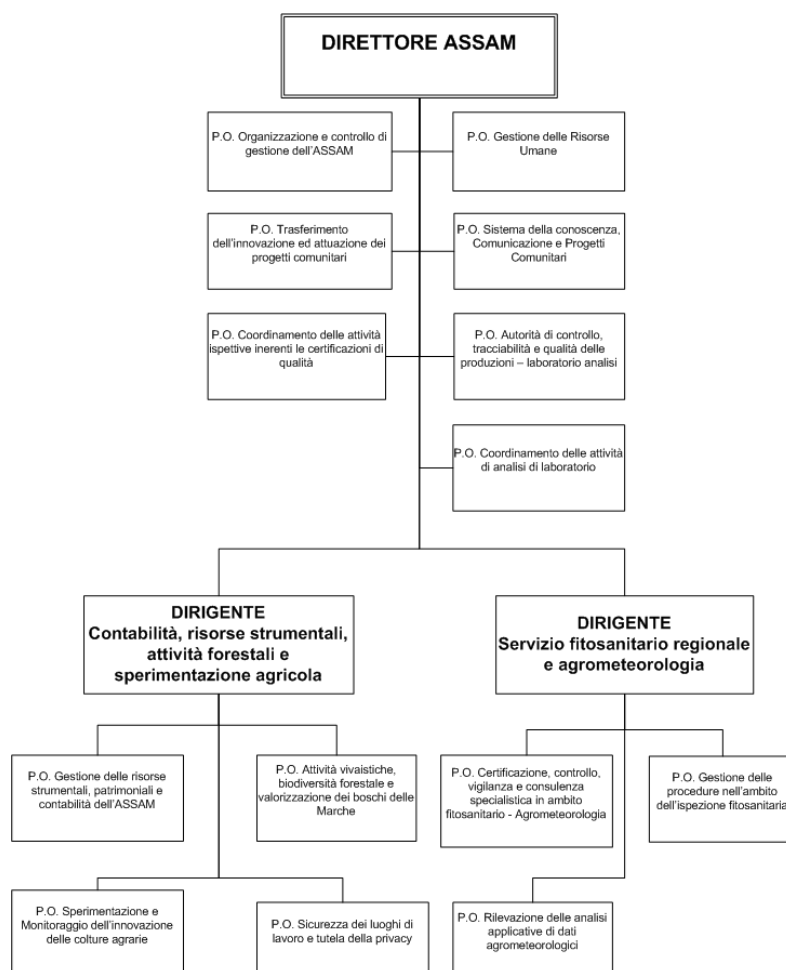 DIRETTORE ASSAM
P.O. Organizzazione e controllo di
gestione dell'ASSAM
P.O. Gestione delle Risorse
Umane
P.O. Trasferimento
dell'innovazione ed attuazione dei
progetti comunitari
P.O. Sistema della conoscenza,
Comunicazione e Progetti
Comunitari
P.O. Coordinamento delle attività
ispettive inerenti le certificazioni di
qualità
P.O. Autorità di controllo,
tracciabilità e qualità delle
produzioni – laboratorio analisi
P.O. Coordinamento delle attività
di analisi di laboratorio
DIRIGENTE
Contabilità, risorse strumentali,
attività forestali e
sperimentazione agricola
DIRIGENTE
Servizio fitosanitario regionale
e agrometeorologia
P.O. Gestione delle risorse
strumentali, patrimoniali e
contabilità dell'ASSAM
P.O. Attività vivaistiche,
biodiversità forestale e
valorizzazione dei boschi delle
Marche
P.O. Certificazione, controllo,
vigilanza e consulenza
specialistica in ambito
fitosanitario - Agrometeorologia
P.O. Gestione delle
procedure nell'ambito
dell'ispezione fitosanitaria
P.O. Sperimentazione e
Monitoraggio dell'innovazione
delle colture agrarie
P.O. Sicurezza dei luoghi di
lavoro e tutela della privacy
P.O. Rilevazione delle analisi
applicative di dati
agrometeorologici